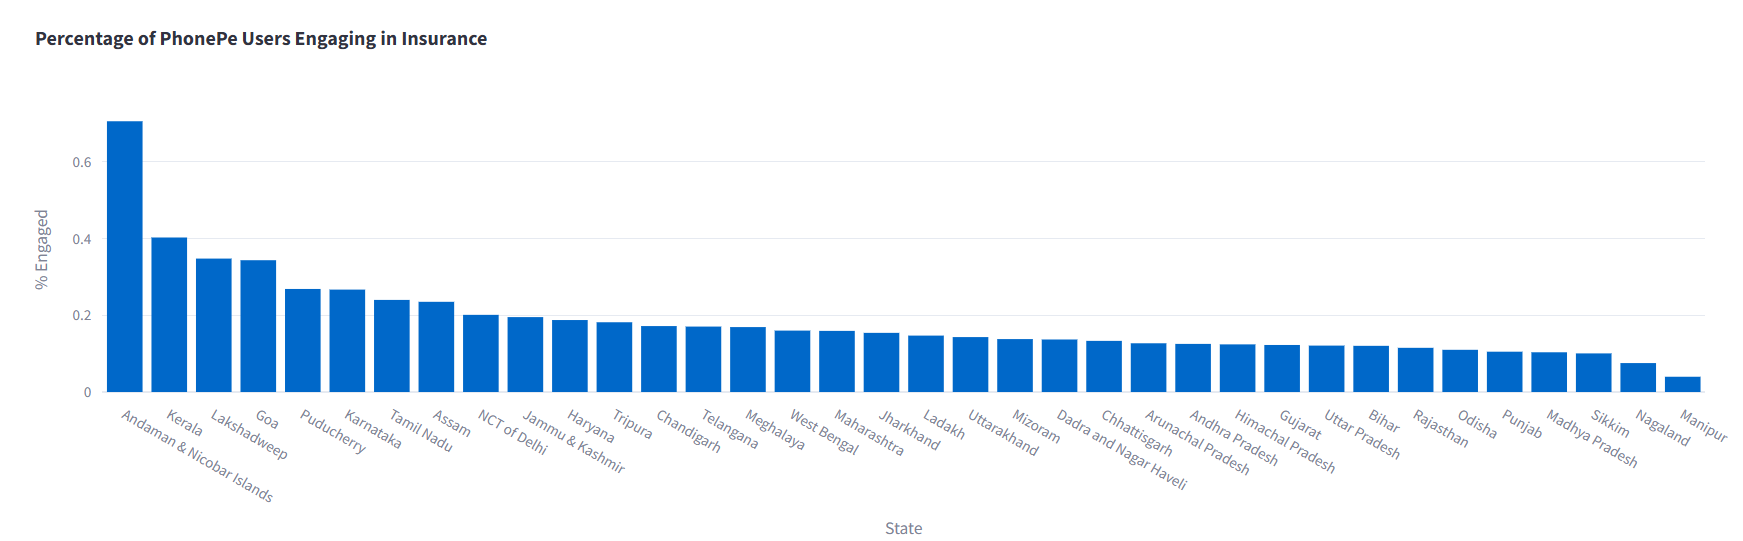 Percentage of PhonePe Users Engaging in Insurance
% Engaged
0.6
0.4
0.2
0
Andaman & Nicobar Islands
Kerala
Lakshadweep
Goa
Puducherry
Karnataka
Tamil Nadu
Assam
NCT of Delhi
Jammu & Kashmir
Haryana
Tripura
Chandigarh
Telangana
Meghalaya
West Bengal
Maharashtra
Jharkhand
Ladakh
Uttarakhand
Mizoram
Dadra and Nagar Haveli
Chhattisgarh
Arunachal Pradesh
Andhra Pradesh
Himachal Pradesh
Gujarat
Uttar Pradesh
Bihar
Rajasthan
Odisha
Punjab
Madhya Pradesh
Sikkim
Nagaland
Manipur
State